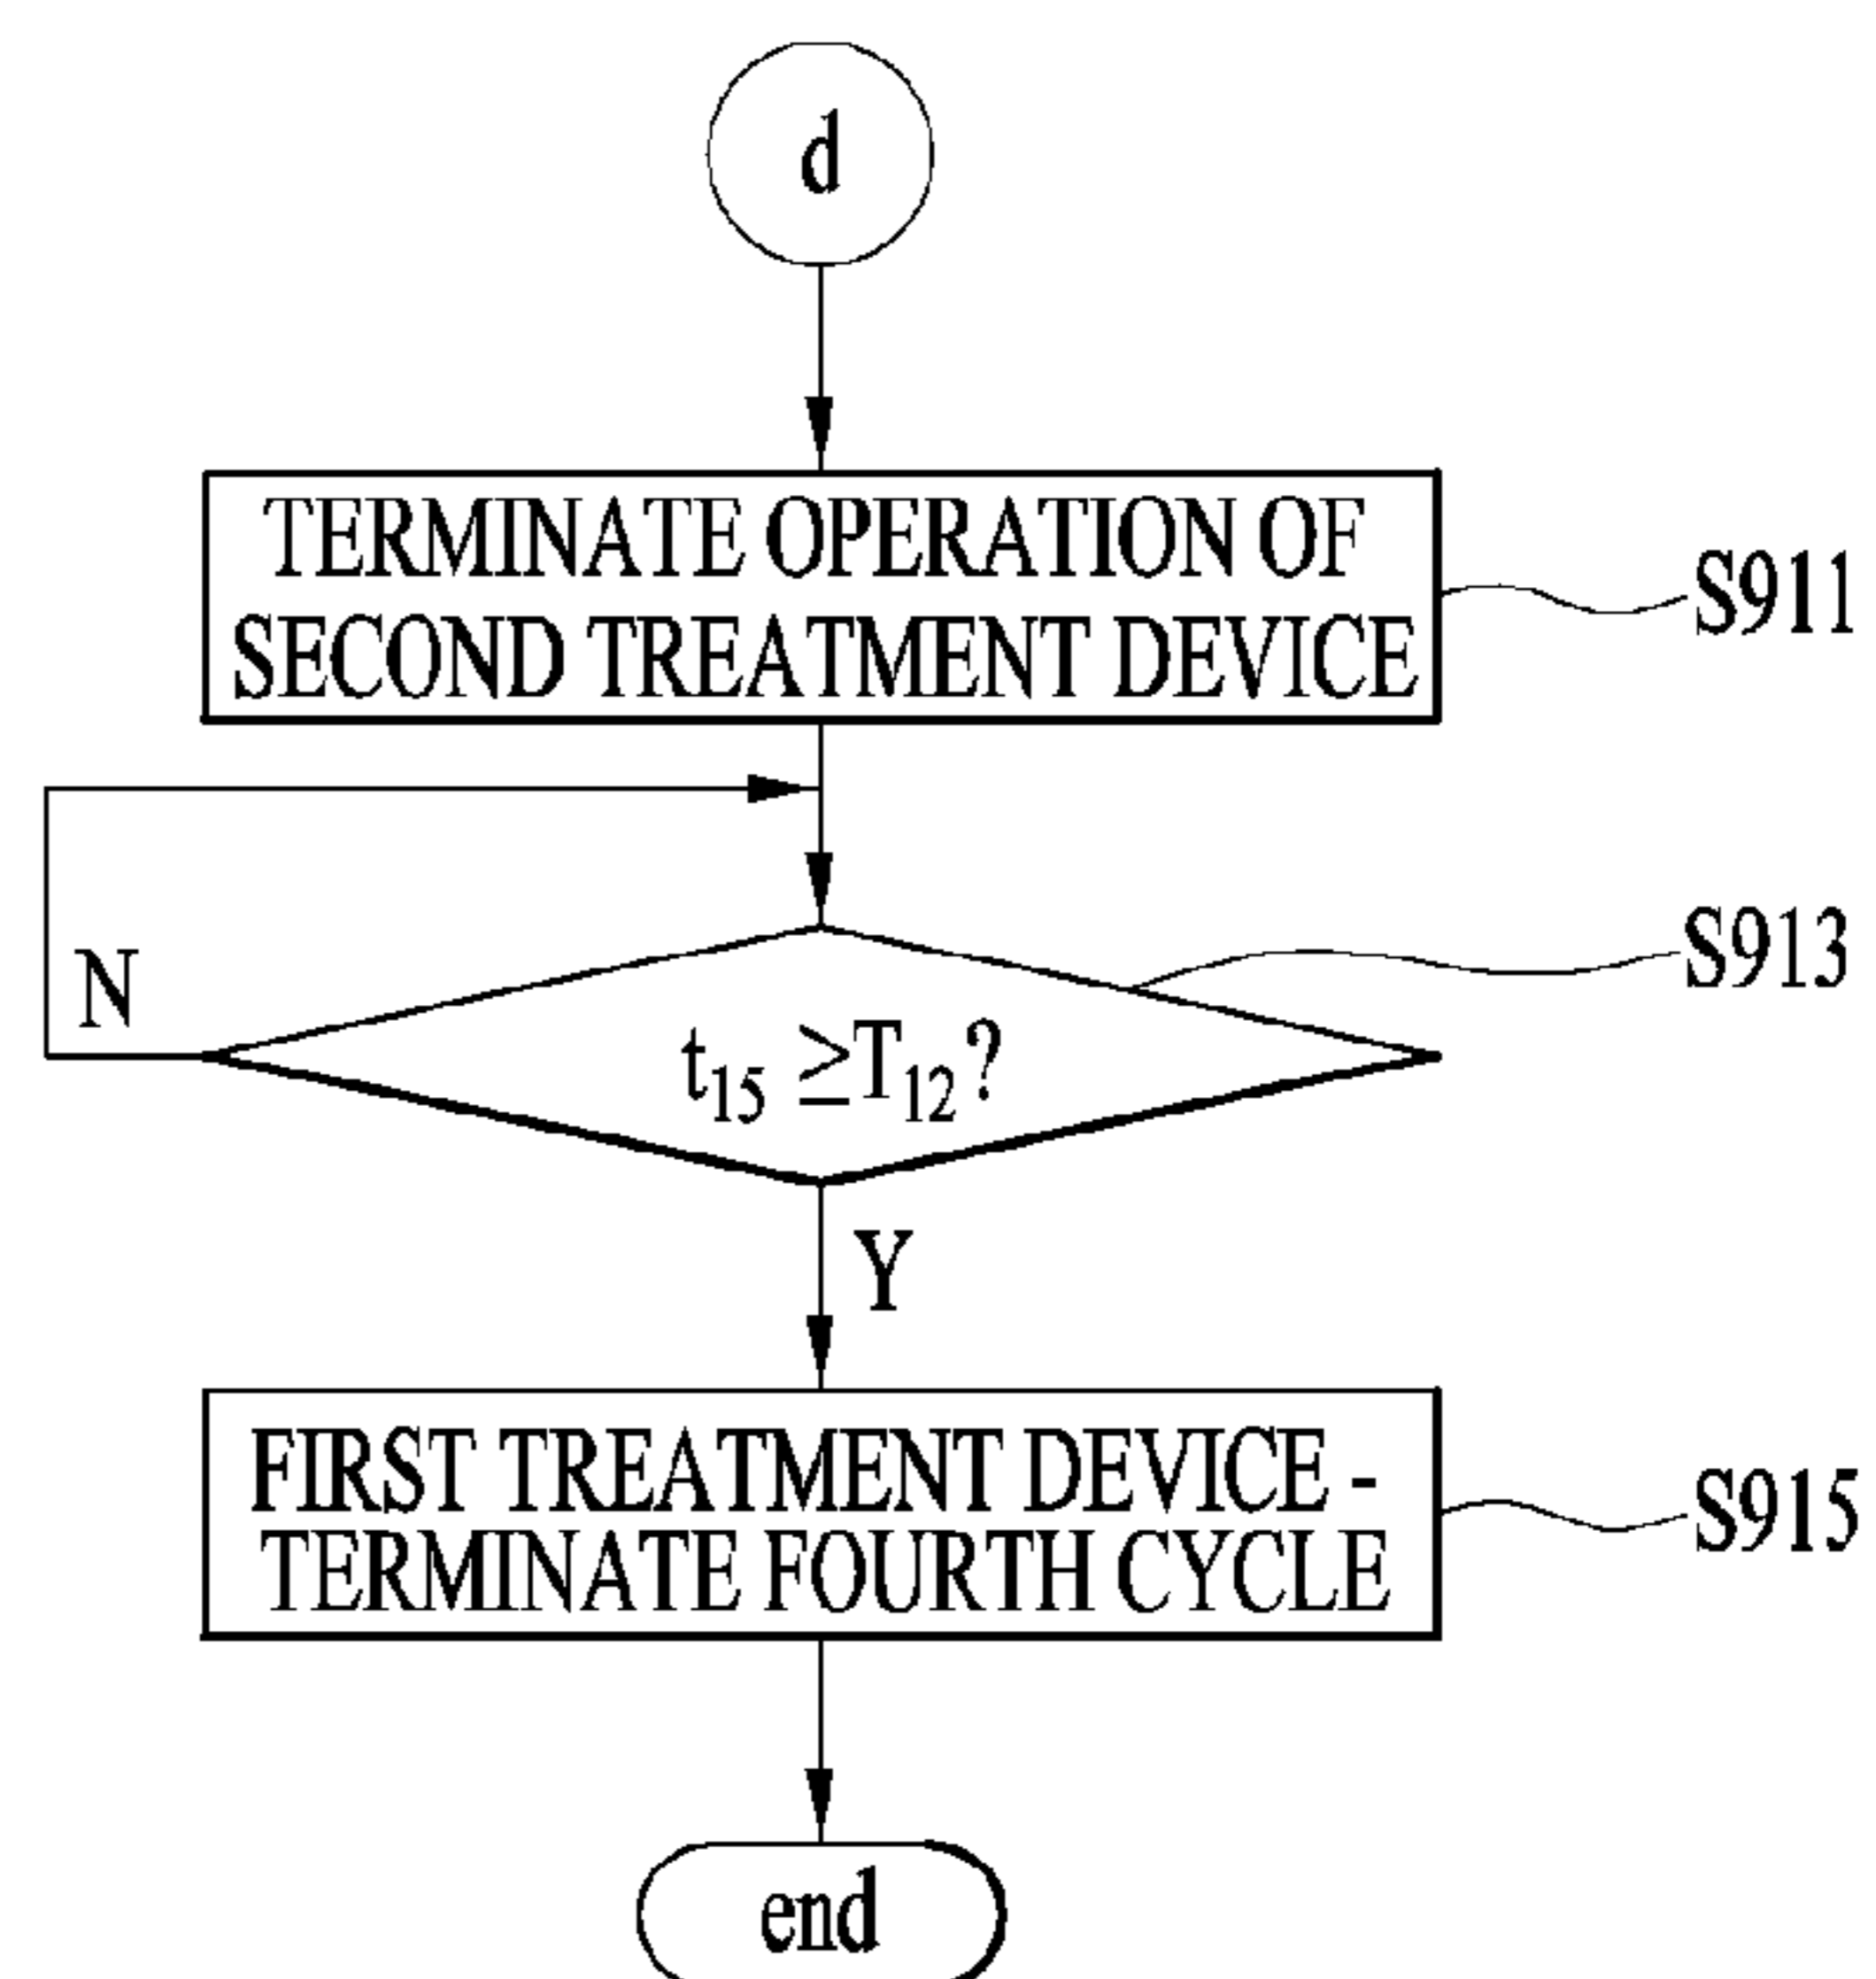 d
TERMINATE OPERATION OF
SECOND TREATMENT DEVICE
S911
S913
N
t₁₅ ≥T₁₂?
Y
FIRST TREATMENT DEVICE -
TERMINATE FOURTH CYCLE
S915
end